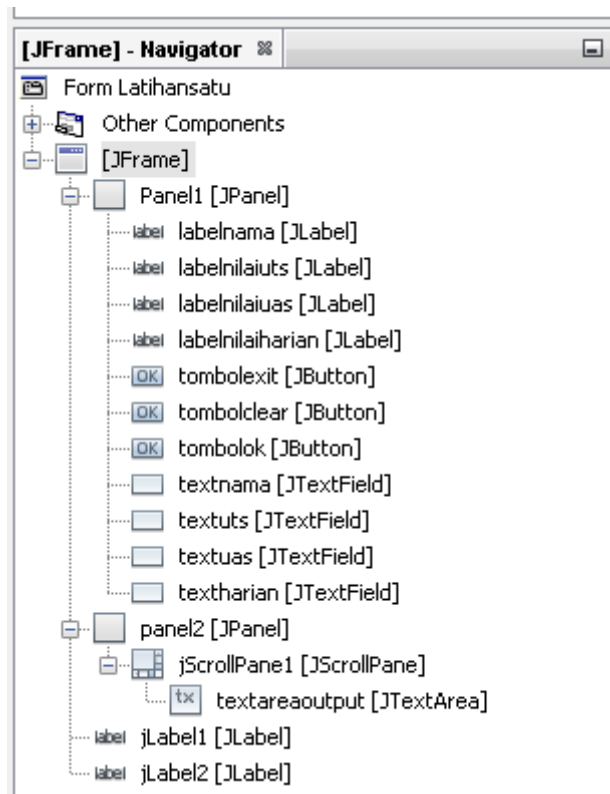 [JFrame] - Navigator
Form Latihansatu
Other Components
[JFrame]
Panel1 [JPanel]
label labelnama [JLabel]
label labelnilaiuts [JLabel]
label labelnilaiuas [JLabel]
label labelnilaiharian [JLabel]
OK tombolexit [JButton]
OK tombolclear [JButton]
OK tombolok [JButton]
textnama [JTextField]
textuts [JTextField]
textuas [JTextField]
textharian [JTextField]
panel2 [JPanel]
jScrollPane1 [JScrollPane]
tx textareaoutput [JTextArea]
label jLabel1 [JLabel]
label jLabel2 [JLabel]